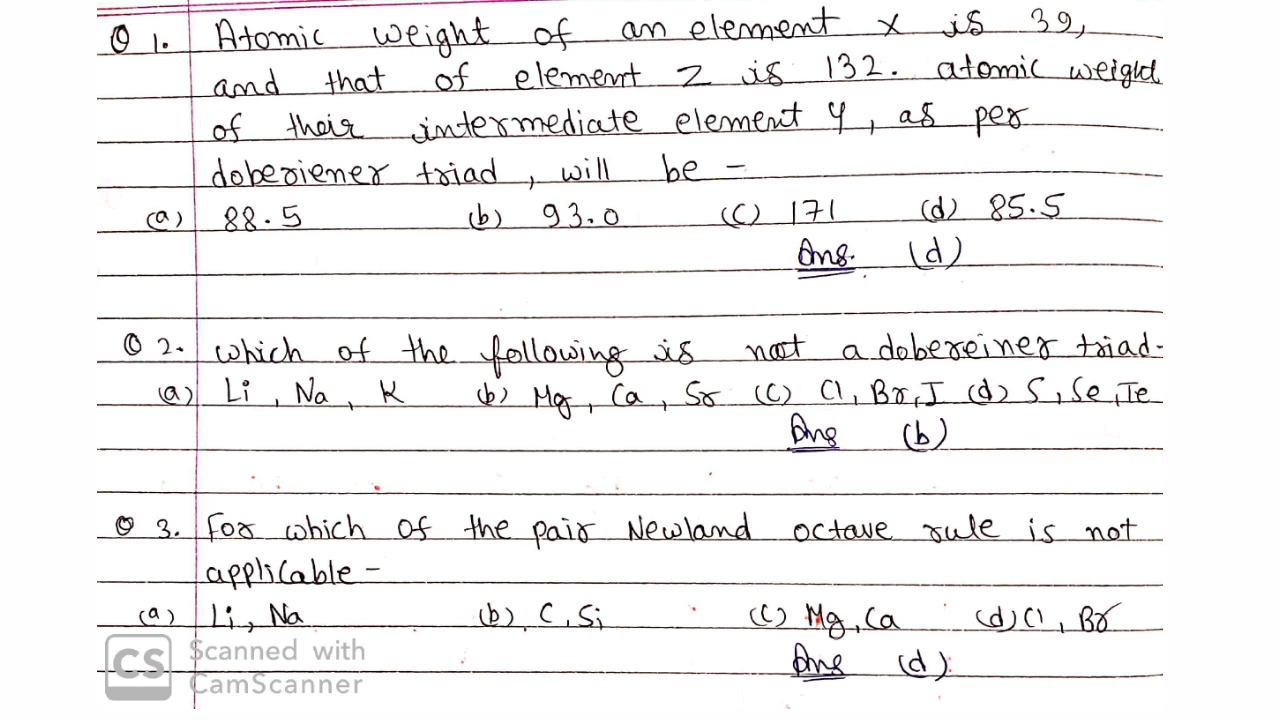 Q 1. Atomic weight of an element x is 39,
and that of element Z is 132. atomic weight
of their intermediate element y, as per
doberiener triad, will be -
(a) 88.5 (b) 93.0 (c) 171 (d) 85.5
Ans. (d)
Q 2. which of the following is not a dobereiner triad-
(a) Li, Na, K (b) Mg, Ca, Sr (c) Cl, Br, I (d) S, Se, Te
Ans (b)
Q 3. For which of the pair Newland octave rule is not
applicable -
(a) Li, Na (b) C, Si (c) Mg, Ca (d) Cl, Br
Ans (d)
CS Scanned with
CamScanner